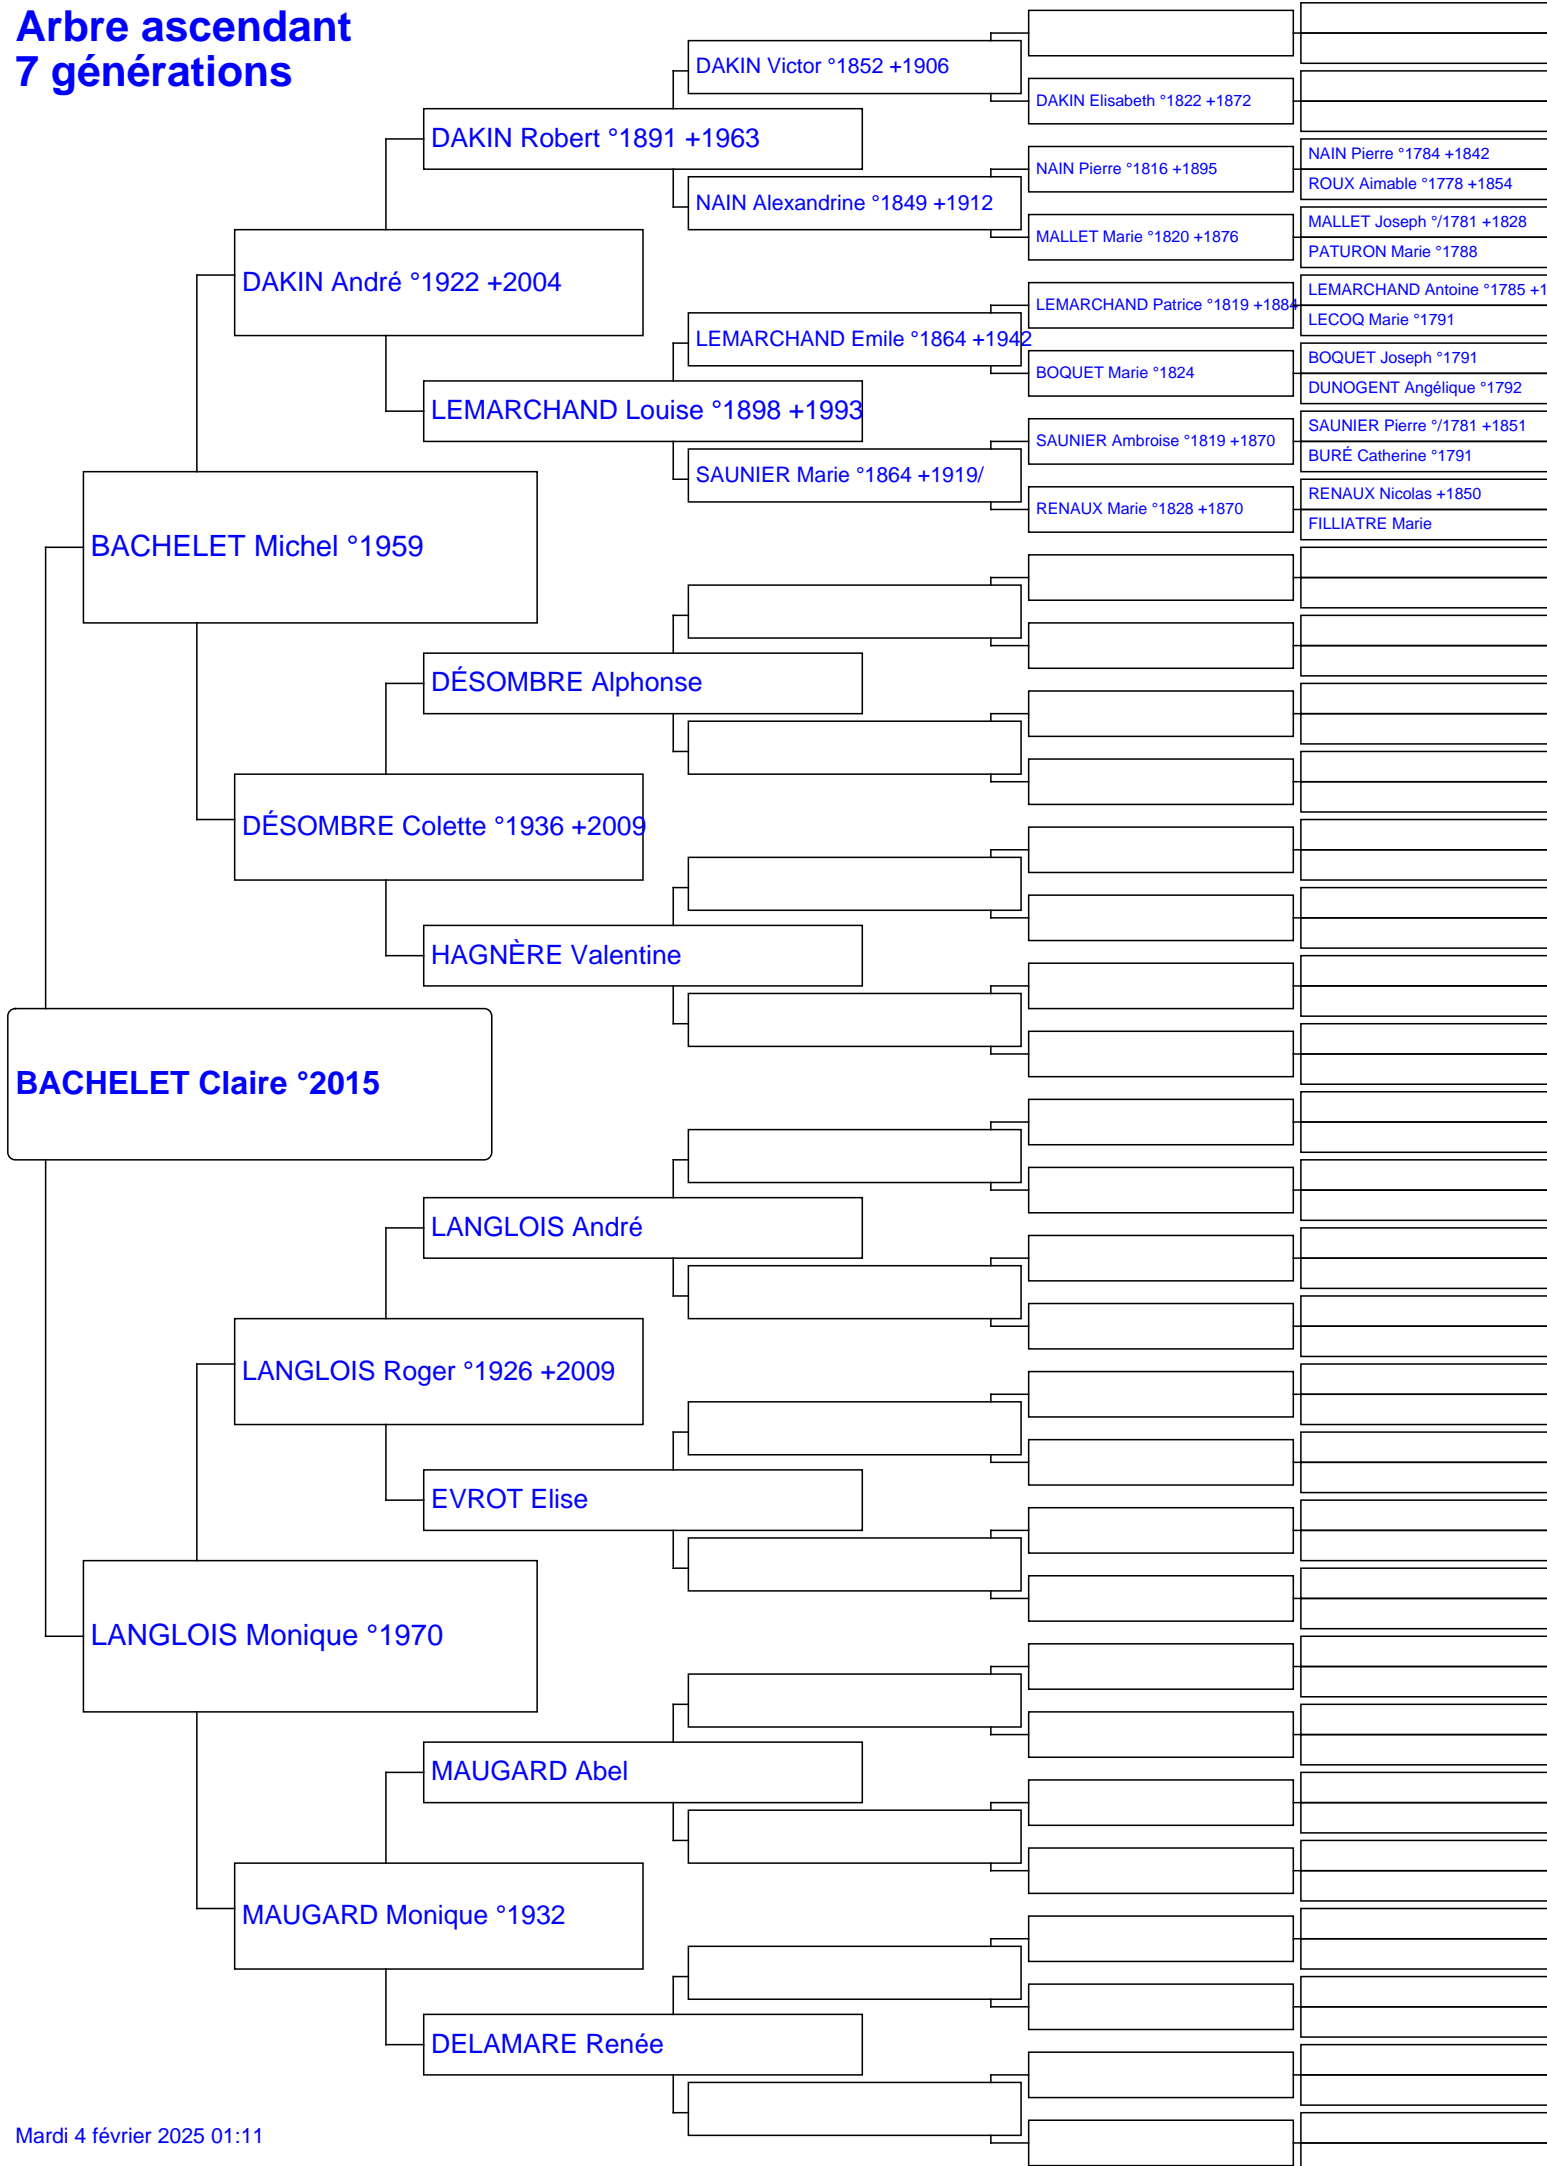 Arbre ascendant
7 générations
DAKIN Victor °1852 +1906
DAKIN Elisabeth °1822 +1872
DAKIN Robert °1891 +1963
NAIN Pierre °1784 +1842
NAIN Pierre °1816 +1895
ROUX Aimable °1778 +1854
NAIN Alexandrine °1849 +1912
MALLET Joseph °/1781 +1828
MALLET Marie °1820 +1876
PATURON Marie °1788
DAKIN André °1922 +2004
LEMARCHAND Antoine °1785 +1
LEMARCHAND Patrice °1819 +1884
LECOQ Marie °1791
LEMARCHAND Emile °1864 +1942
BOQUET Joseph °1791
BOQUET Marie °1824
DUNOGENT Angélique °1792
LEMARCHAND Louise °1898 +1993
SAUNIER Pierre °/1781 +1851
SAUNIER Ambroise °1819 +1870
BURÉ Catherine °1791
SAUNIER Marie °1864 +1919/
RENAUX Nicolas +1850
RENAUX Marie °1828 +1870
FILLIATRE Marie
BACHELET Michel °1959
DÉSOMBRE Alphonse
DÉSOMBRE Colette °1936 +2009
HAGNÈRE Valentine
BACHELET Claire °2015
LANGLOIS André
LANGLOIS Roger °1926 +2009
EVROT Elise
LANGLOIS Monique °1970
MAUGARD Abel
MAUGARD Monique °1932
DELAMARE Renée
Mardi 4 février 2025 01:11